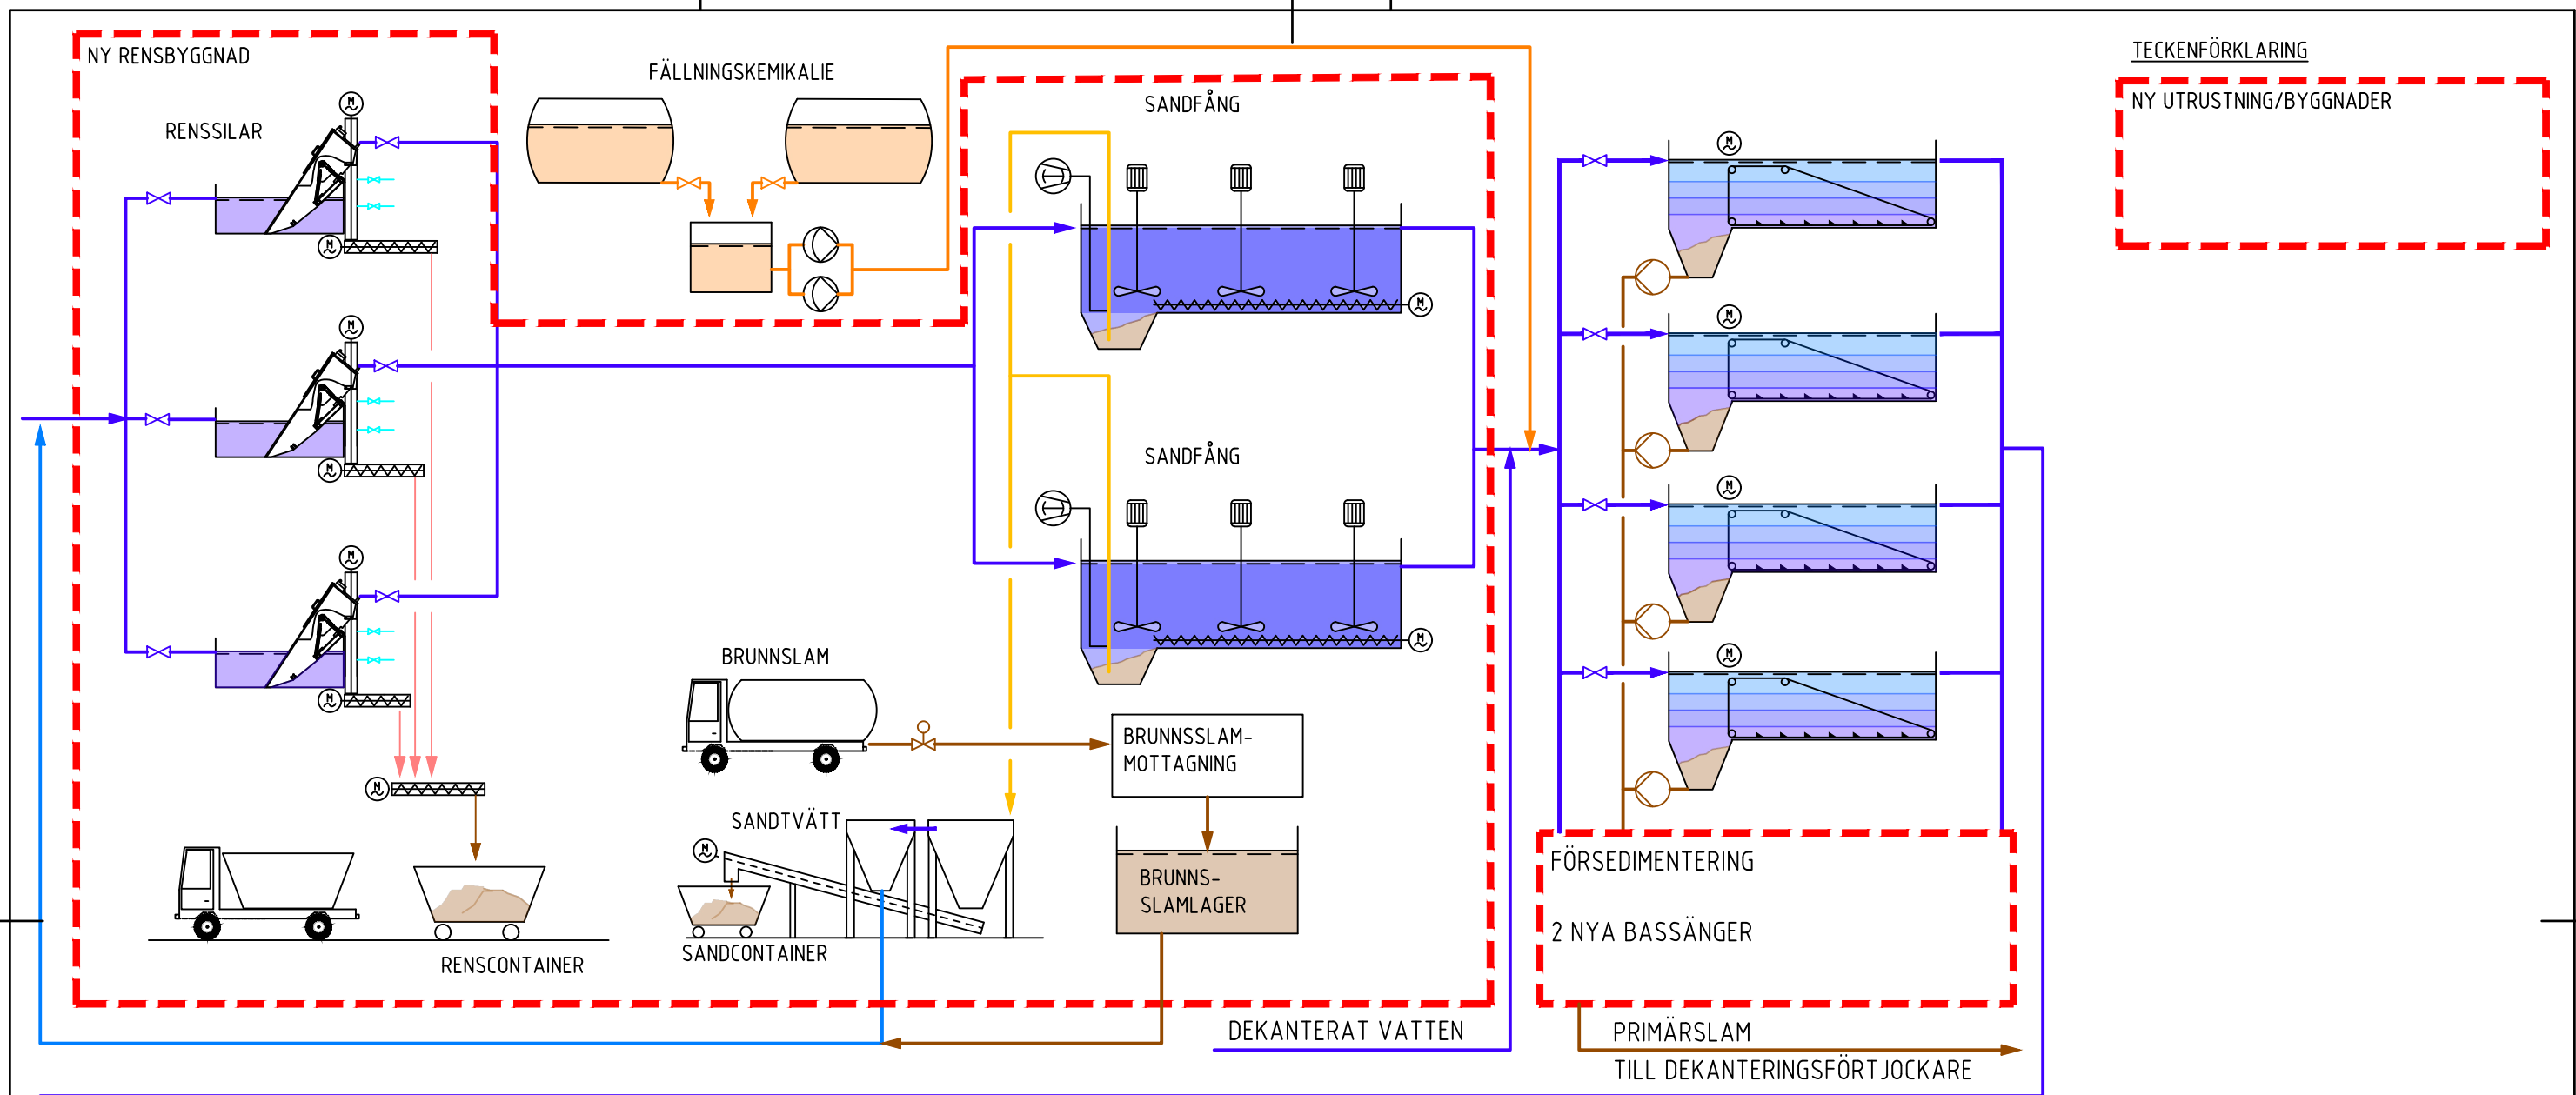 NY RENSBYGGNAD
RENSSILAR
FÄLLNINGSKEMIKALIE
SANDFÅNG
TECKENFÖRKLARING
NY UTRUSTNING/BYGGNADER
M
M
M
M
M
M
M
M
M
M
M
M
M
SANDFÅNG
BRUNNSLAM
BRUNNSSLAM-
MOTTAGNING
SANDTVÄTT
M
BRUNNS-
SLAMLAGER
SANDCONTAINER
RENSCONTAINER
FÖRSEDIMENTERING
2 NYA BASSÄNGER
DEKANTERAT VATTEN
PRIMÄRSLAM
TILL DEKANTERINGSFÖRTJOCKARE